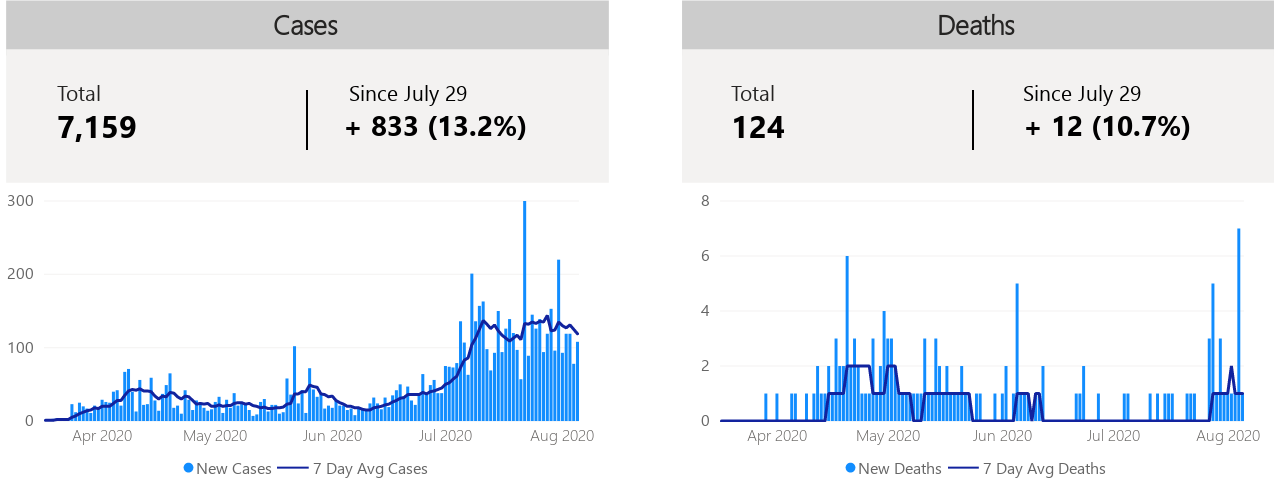 Cases
Total
Since July 29
7,159
+ 833 (13.2%)
300
200
100
0
Apr 2020
May 2020
Jun 2020
Jul 2020
Aug 2020
New Cases
7 Day Avg Cases
Deaths
Total
Since July 29
124
+ 12 (10.7%)
8
6
4
2
0
Apr 2020
May 2020
Jun 2020
Jul 2020
Aug 2020
New Deaths
7 Day Avg Deaths